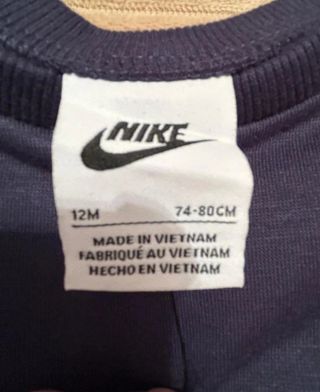 NIKE
12M 74-80CM
MADE IN VIETNAM
FABRIQUÉ AU VIETNAM
HECHO EN VIETNAM